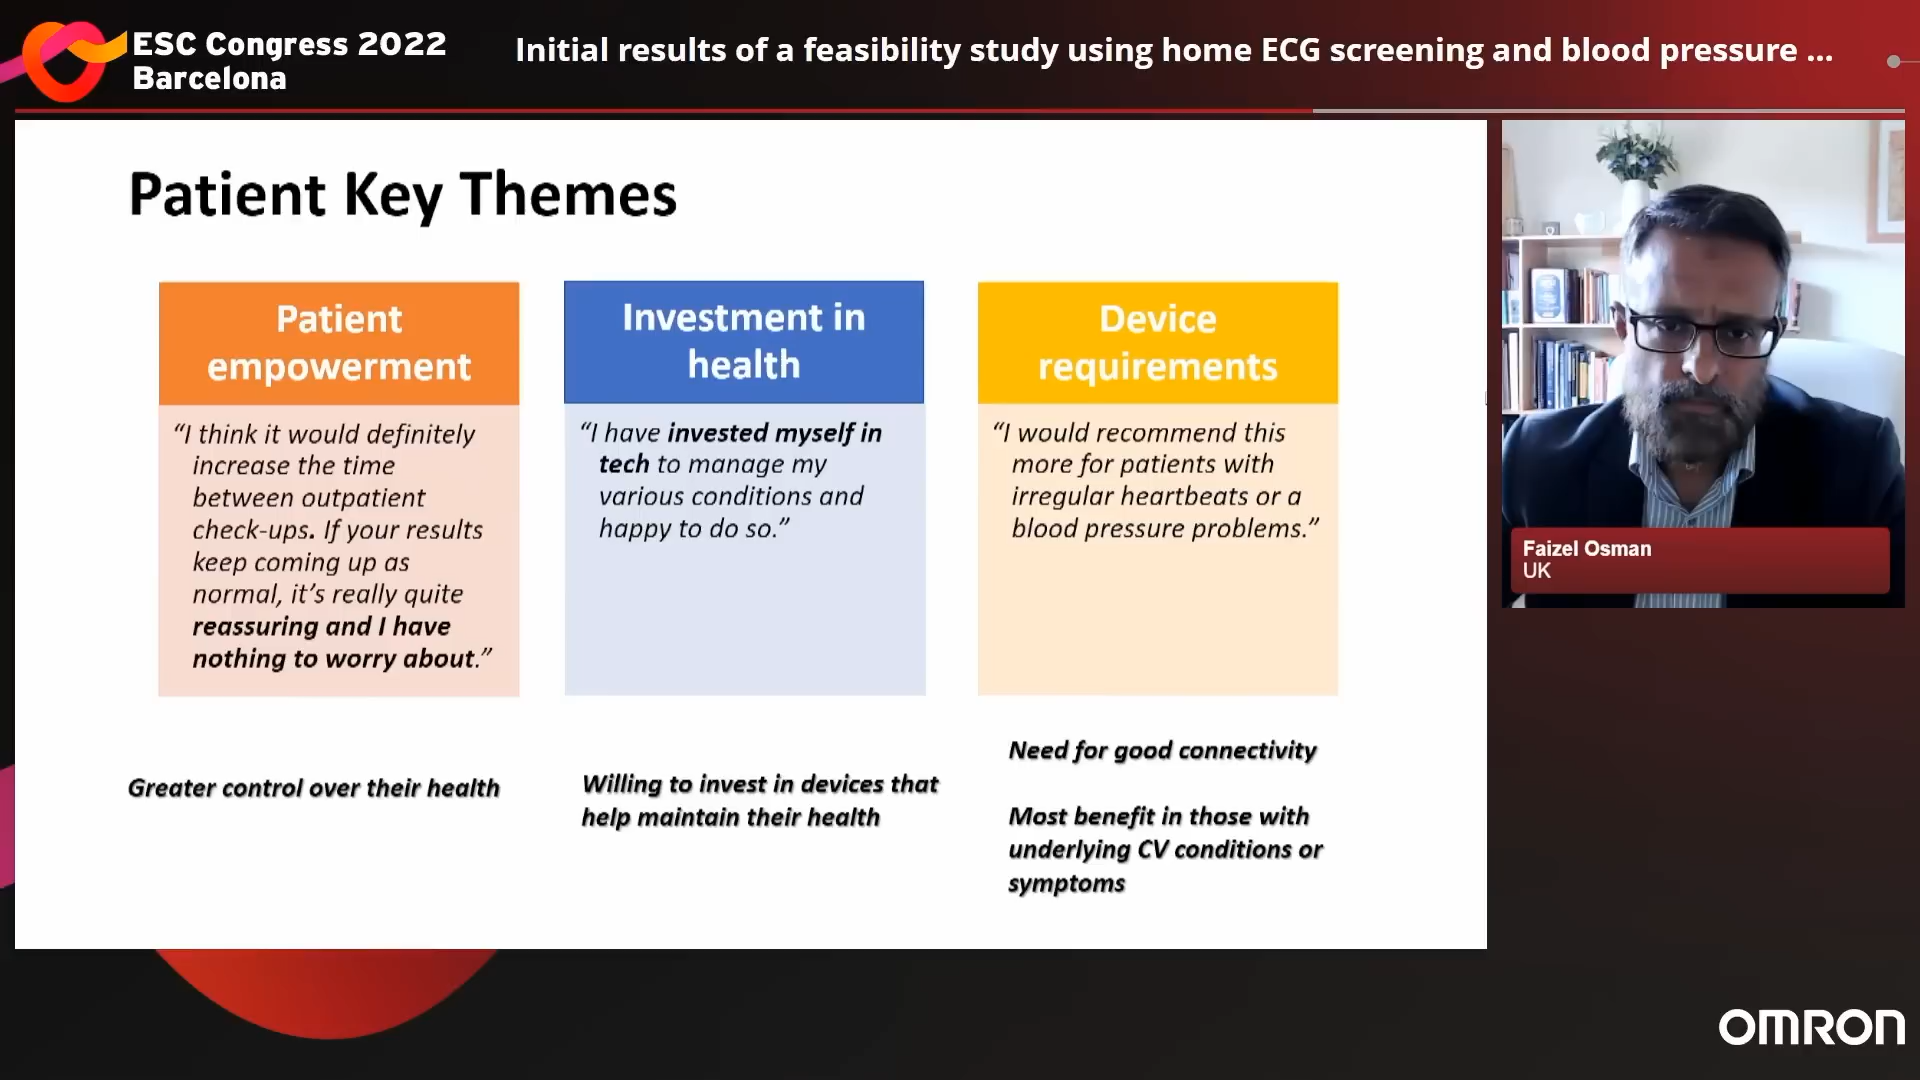 ESC Congress 2022
Barcelona
Initial results of a feasibility study using home ECG screening and blood pressure ...
Patient Key Themes
Patient
empowerment
“I think it would definitely
increase the time
between outpatient
check-ups. If your results
keep coming up as
normal, it’s really quite
reassuring and I have
nothing to worry about.”
Greater control over their health
Investment in
health
“I have invested myself in
tech to manage my
various conditions and
happy to do so.”
Willing to invest in devices that
help maintain their health
Device
requirements
“I would recommend this
more for patients with
irregular heartbeats or a
blood pressure problems.”
Need for good connectivity
Most benefit in those with
underlying CV conditions or
symptoms
Faizel Osman
UK
OMRON